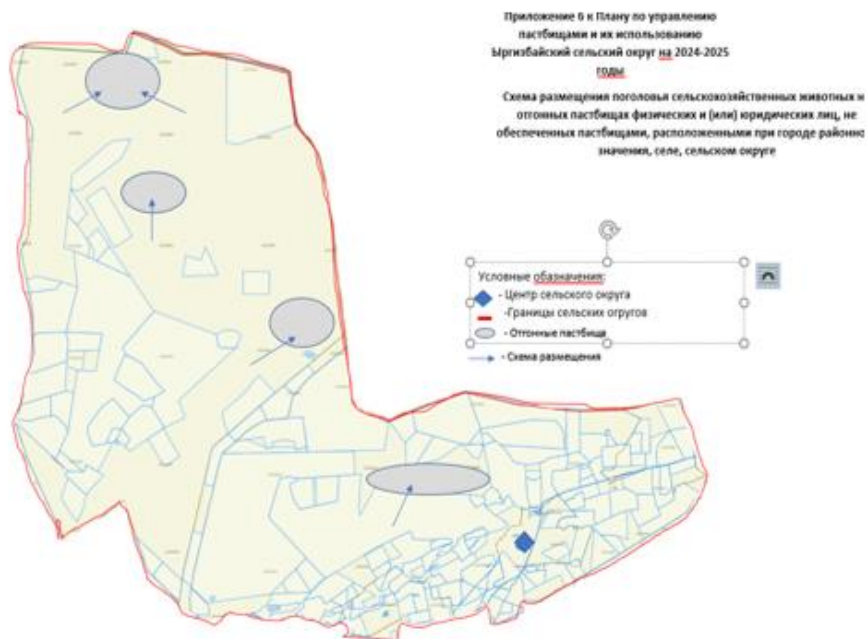 Приложение 6 к Плану по управлению
пастбищами и их использованию
Ыргизбайский сельский округ на 2024-2025
годы
Схема размещения поголовья сельскохозяйственных животных н
отгонных пастбищах физических и (или) юридических лиц, не
обеспеченных пастбищами, расположенными при городе районно
значения, селе, сельском округе
Условные обазначения:
- Центр сельского округа
-Границы сельских огругов
- Отгонные пастбища
- Схема размещения